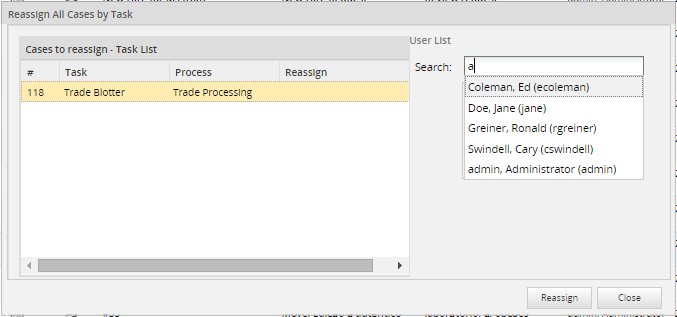 Reassign All Cases by Task
Cases to reassign - Task List
# Task Process Reassign
118 Trade Blotter Trade Processing
User List
Search: a
Coleman, Ed (ecoleman)
Doe, Jane (jane)
Greiner, Ronald (rgreiner)
Swindell, Cary (cswindell)
admin, Administrator (admin)
Reassign Close